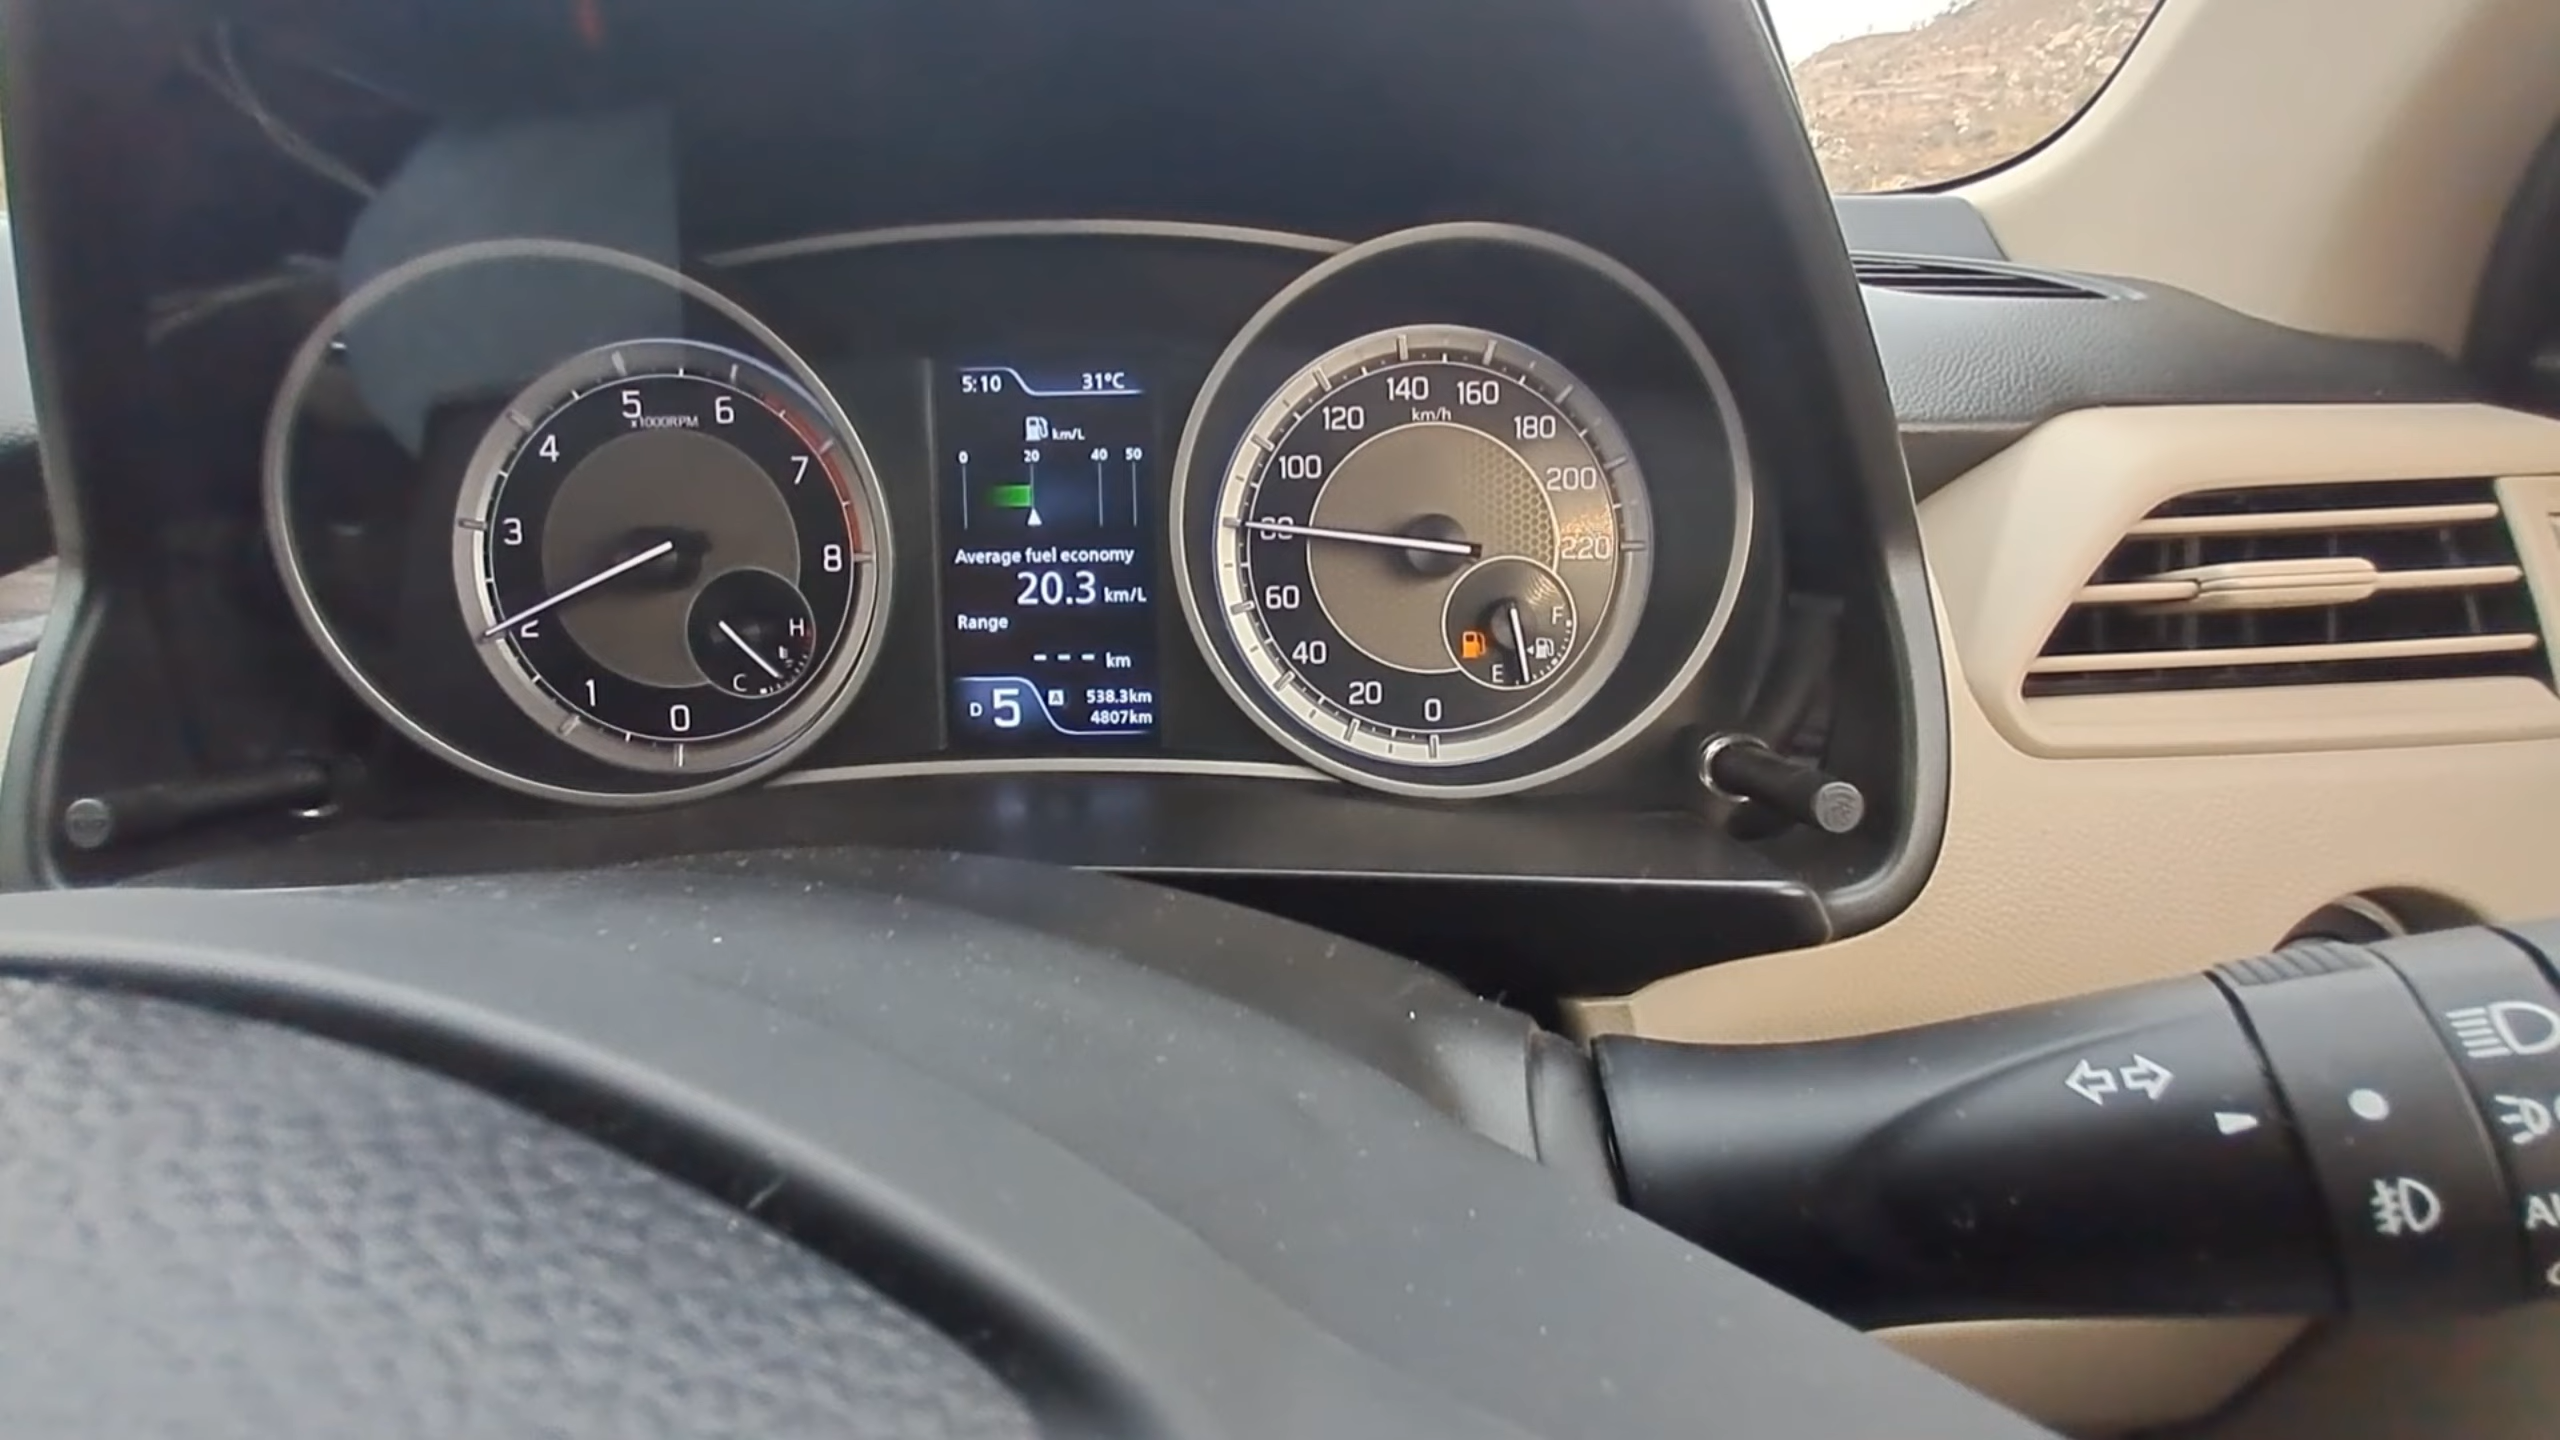 5:10 31°C
km/L
0 20 40 50
Average fuel economy
20.3 km/L
Range
--- km
D 5 A 538.3km
4807km
0 1 2 3 4 5 6 7 8
x1000RPM
C H
0 20 40 60 80 100 120 140 160 180 200 220
km/h
E F